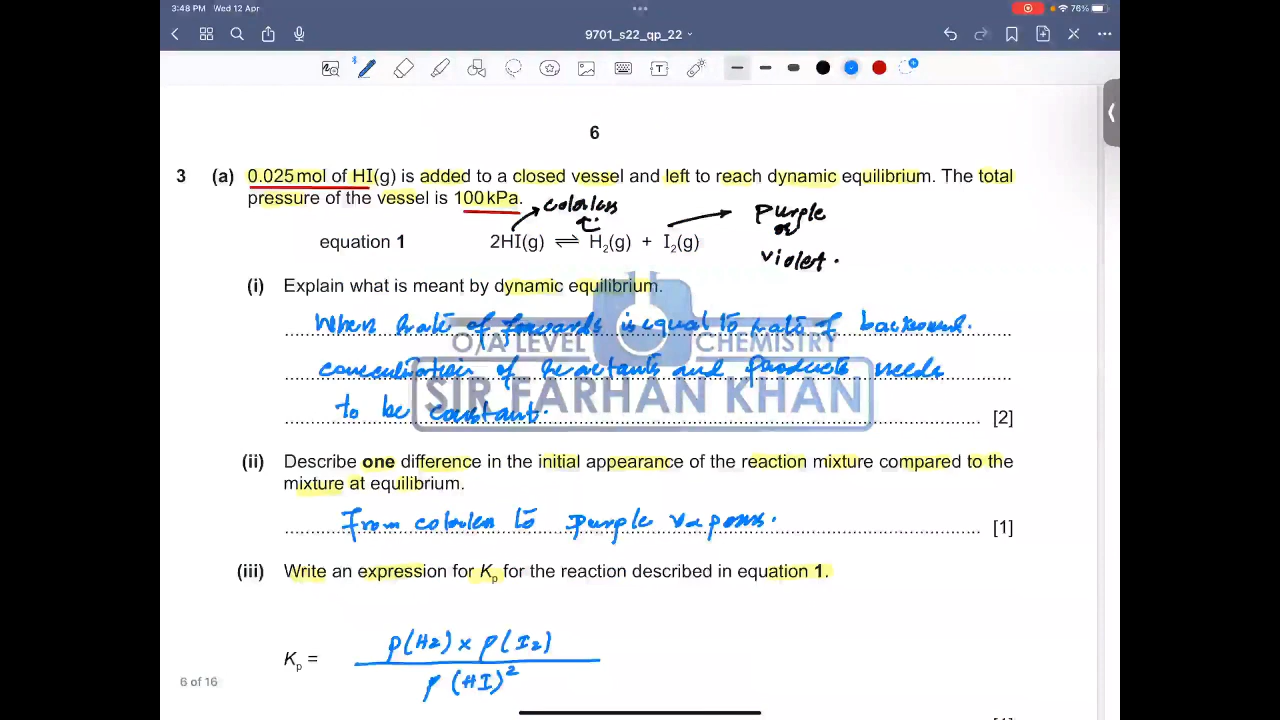 3:48 PM Wed 12 Apr
76%
9701_s22_qp_22
6
3 (a) 0.025 mol of HI(g) is added to a closed vessel and left to reach dynamic equilibrium. The total
pressure of the vessel is 100 kPa.
colorless
purple
or
violet.
equation 1 2HI(g) ⇌ H₂(g) + I₂(g)
(i) Explain what is meant by dynamic equilibrium.
When rate of forwards is equal to rate of backward.
concentration of reactants and products needs
to be constant. [2]
O/A LEVEL CHEMISTRY
SIR FARHAN KHAN
(ii) Describe one difference in the initial appearance of the reaction mixture compared to the
mixture at equilibrium.
From colorless to purple vapours. [1]
(iii) Write an expression for Kₚ for the reaction described in equation 1.
Kₚ =
p(H2) x p(I2)
p (HI)²
6 of 16